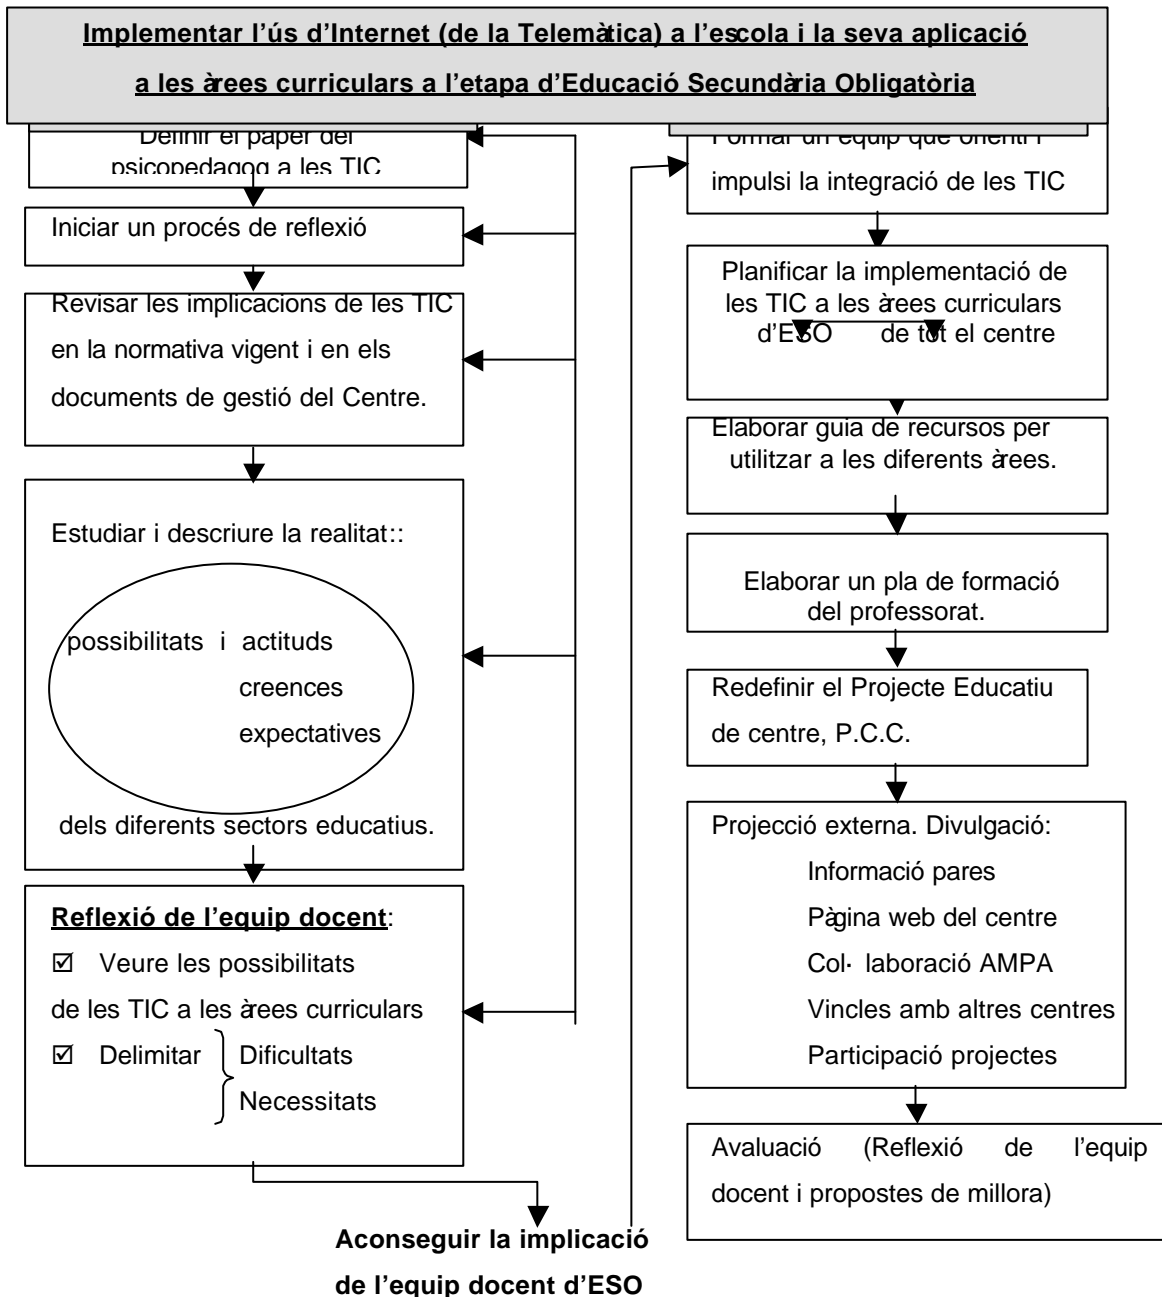 Implementar l'ús d'Internet (de la Telemàtica) a l'escola i la seva aplicació
a les àrees curriculars a l'etapa d'Educació Secundària Obligatòria
Definir el paper del
psicopedagog a les TIC
Iniciar un procés de reflexió
Revisar les implicacions de les TIC
en la normativa vigent i en els
documents de gestió del Centre.
Estudiar i descriure la realitat::
possibilitats i actituds
creences
expectatives
dels diferents sectors educatius.
Reflexió de l'equip docent:
☑ Veure les possibilitats
de les TIC a les àrees curriculars
☑ Delimitar
Dificultats
Necessitats
Aconseguir la implicació
de l'equip docent d'ESO
Formar un equip que orienti i
impulsi la integració de les TIC
Planificar la implementació de
les TIC a les àrees curriculars
d'ESO de tot el centre
Elaborar guia de recursos per
utilitzar a les diferents àrees.
Elaborar un pla de formació
del professorat.
Redefinir el Projecte Educatiu
de centre, P.C.C.
Projecció externa. Divulgació:
Informació pares
Pàgina web del centre
Col· laboració AMPA
Vincles amb altres centres
Participació projectes
Avaluació (Reflexió de l'equip
docent i propostes de millora)